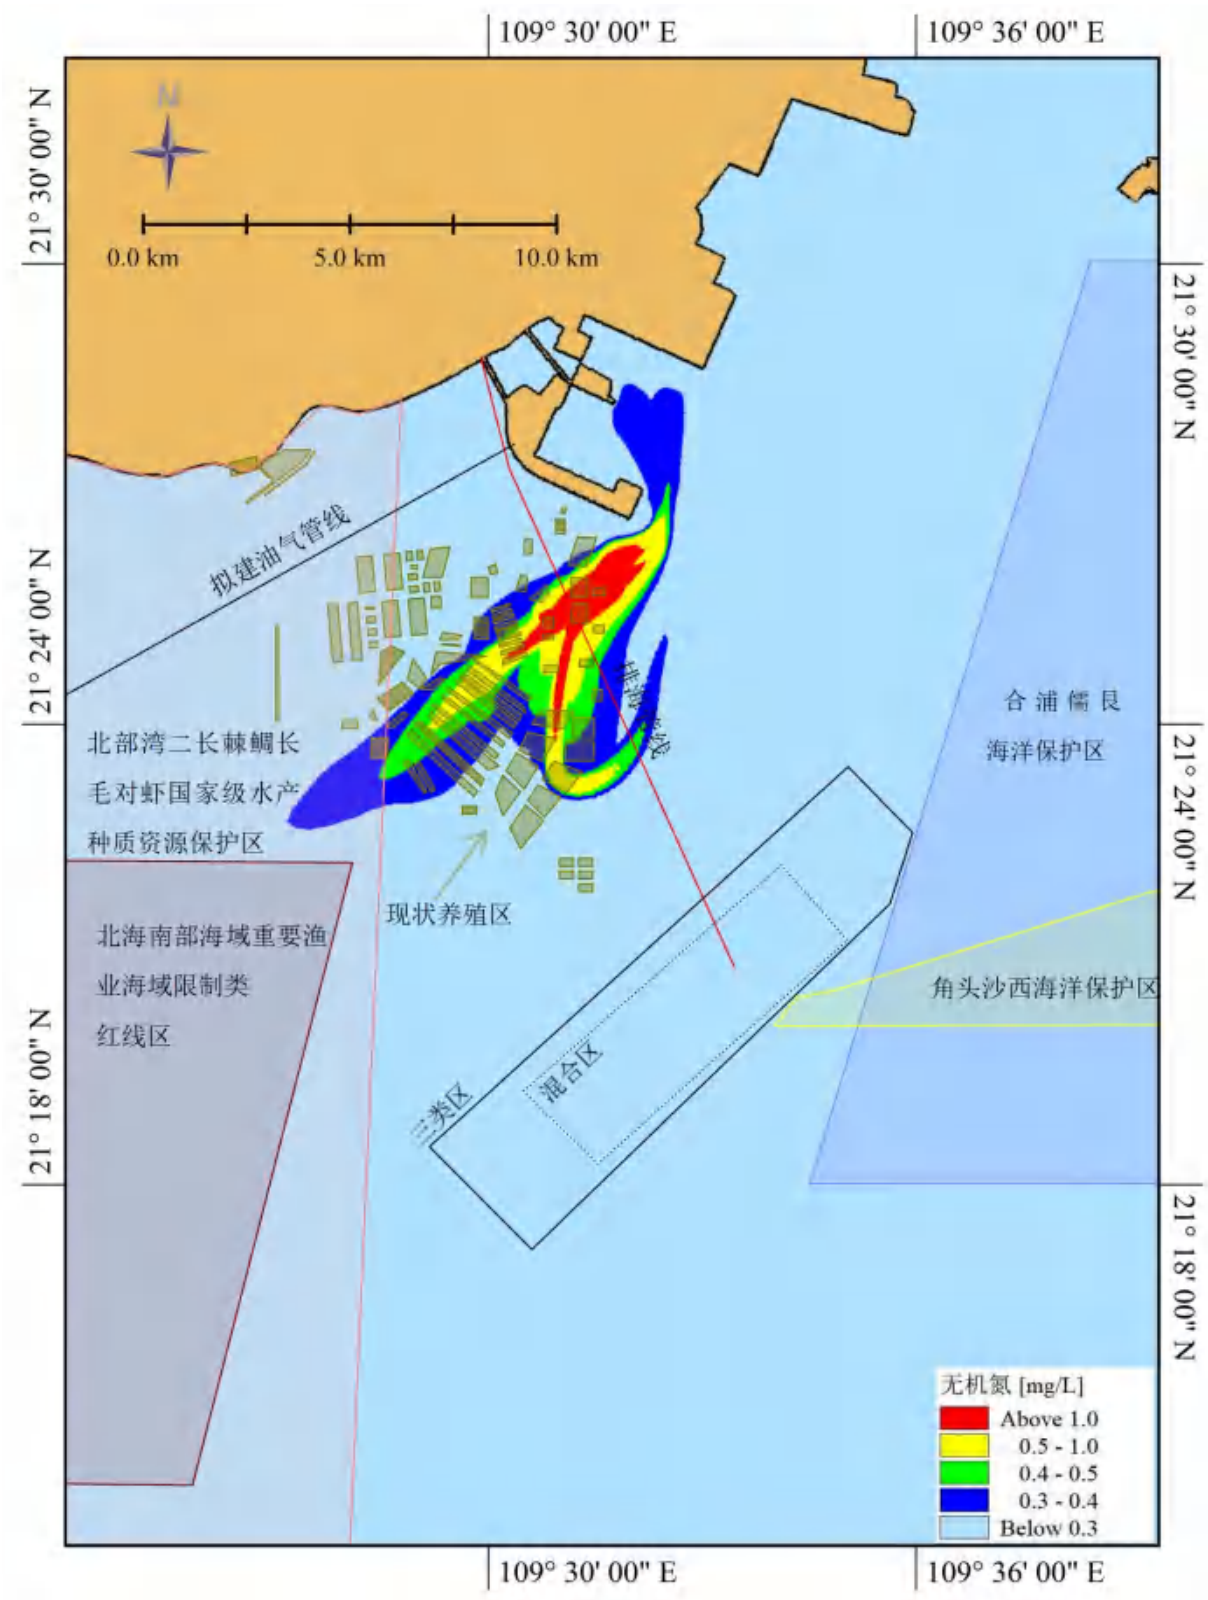 109° 30' 00" E
109° 36' 00" E
N
21° 30' 00" N
0.0 km
5.0 km
10.0 km
21° 30' 00" N
拟建油气管线
21° 24' 00" N
排海管线
合浦儒艮
海洋保护区
北部湾二长棘鲷长
毛对虾国家级水产
种质资源保护区
21° 24' 00" N
现状养殖区
北海南部海域重要渔
业海域限制类
红线区
角头沙西海洋保护区
混合区
三类区
21° 18' 00" N
21° 18' 00" N
无机氮 [mg/L]
Above 1.0
0.5 - 1.0
0.4 - 0.5
0.3 - 0.4
Below 0.3
109° 30' 00" E
109° 36' 00" E